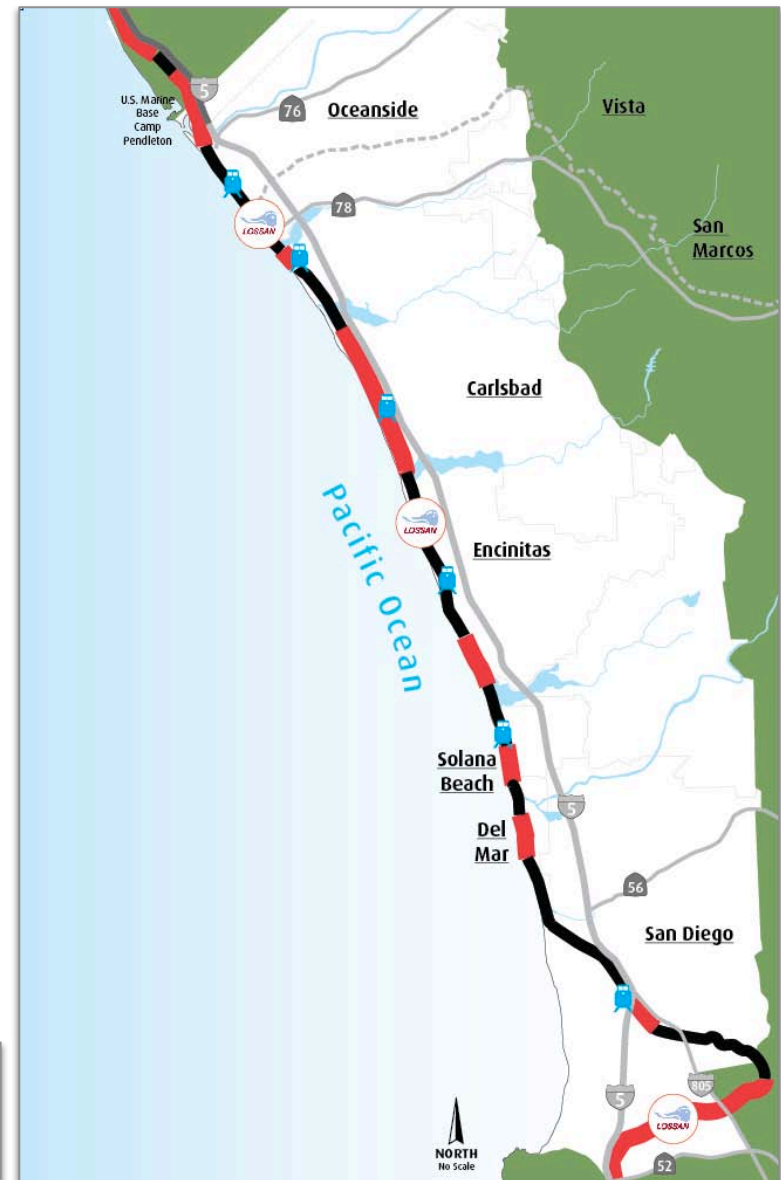 5
U.S. Marine
Base
Camp
Pendleton
76
Oceanside
Vista
78
LOSSAN
San
Marcos
Carlsbad
Pacific Ocean
LOSSAN
Encinitas
Solana
Beach
5
Del
Mar
56
San Diego
805
5
LOSSAN
NORTH
No Scale
52